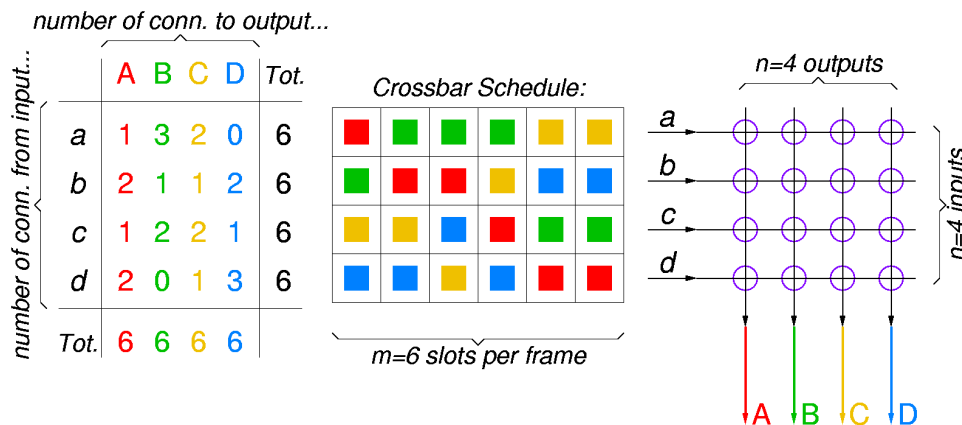 number of conn. to output...
number of conn. from input...
A B C D Tot.
a 1 3 2 0 6
b 2 1 1 2 6
c 1 2 2 1 6
d 2 0 1 3 6
Tot. 6 6 6 6
Crossbar Schedule:
m=6 slots per frame
n=4 outputs
a
b
c
d
n=4 inputs
A B C D